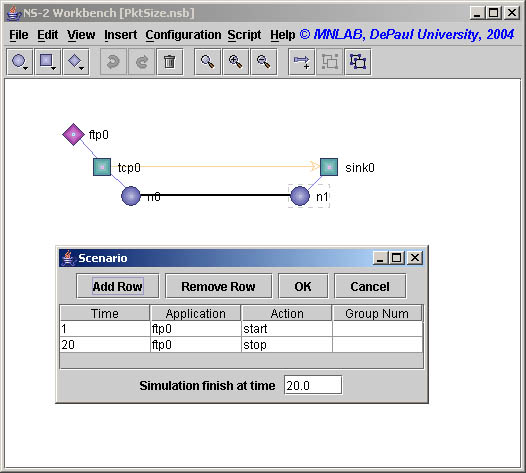 NS-2 Workbench [PktSize.nsb]
File Edit View Insert Configuration Script Help © MNLAB, DePaul University, 2004
ftp0
tcp0 sink0
n0 n1
Scenario
Add Row Remove Row OK Cancel
Time Application Action Group Num
1 ftp0 start
20 ftp0 stop
Simulation finish at time 20.0